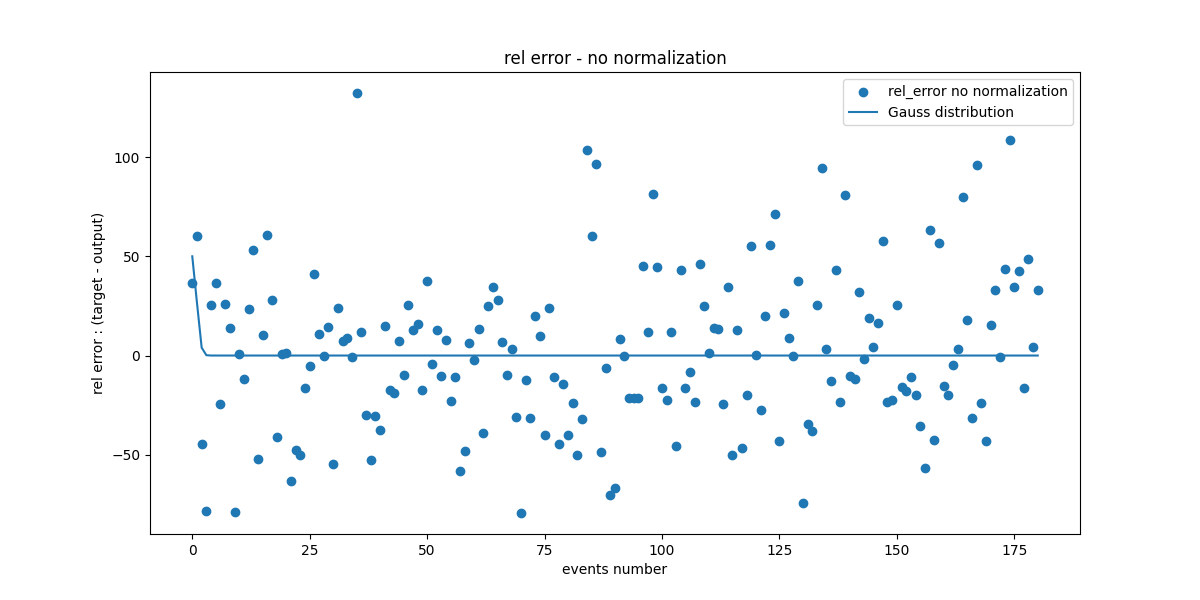 rel error - no normalization
rel_error no normalization
Gauss distribution
rel error : (target - output)
100
50
0
−50
0 25 50 75 100 125 150 175
events number